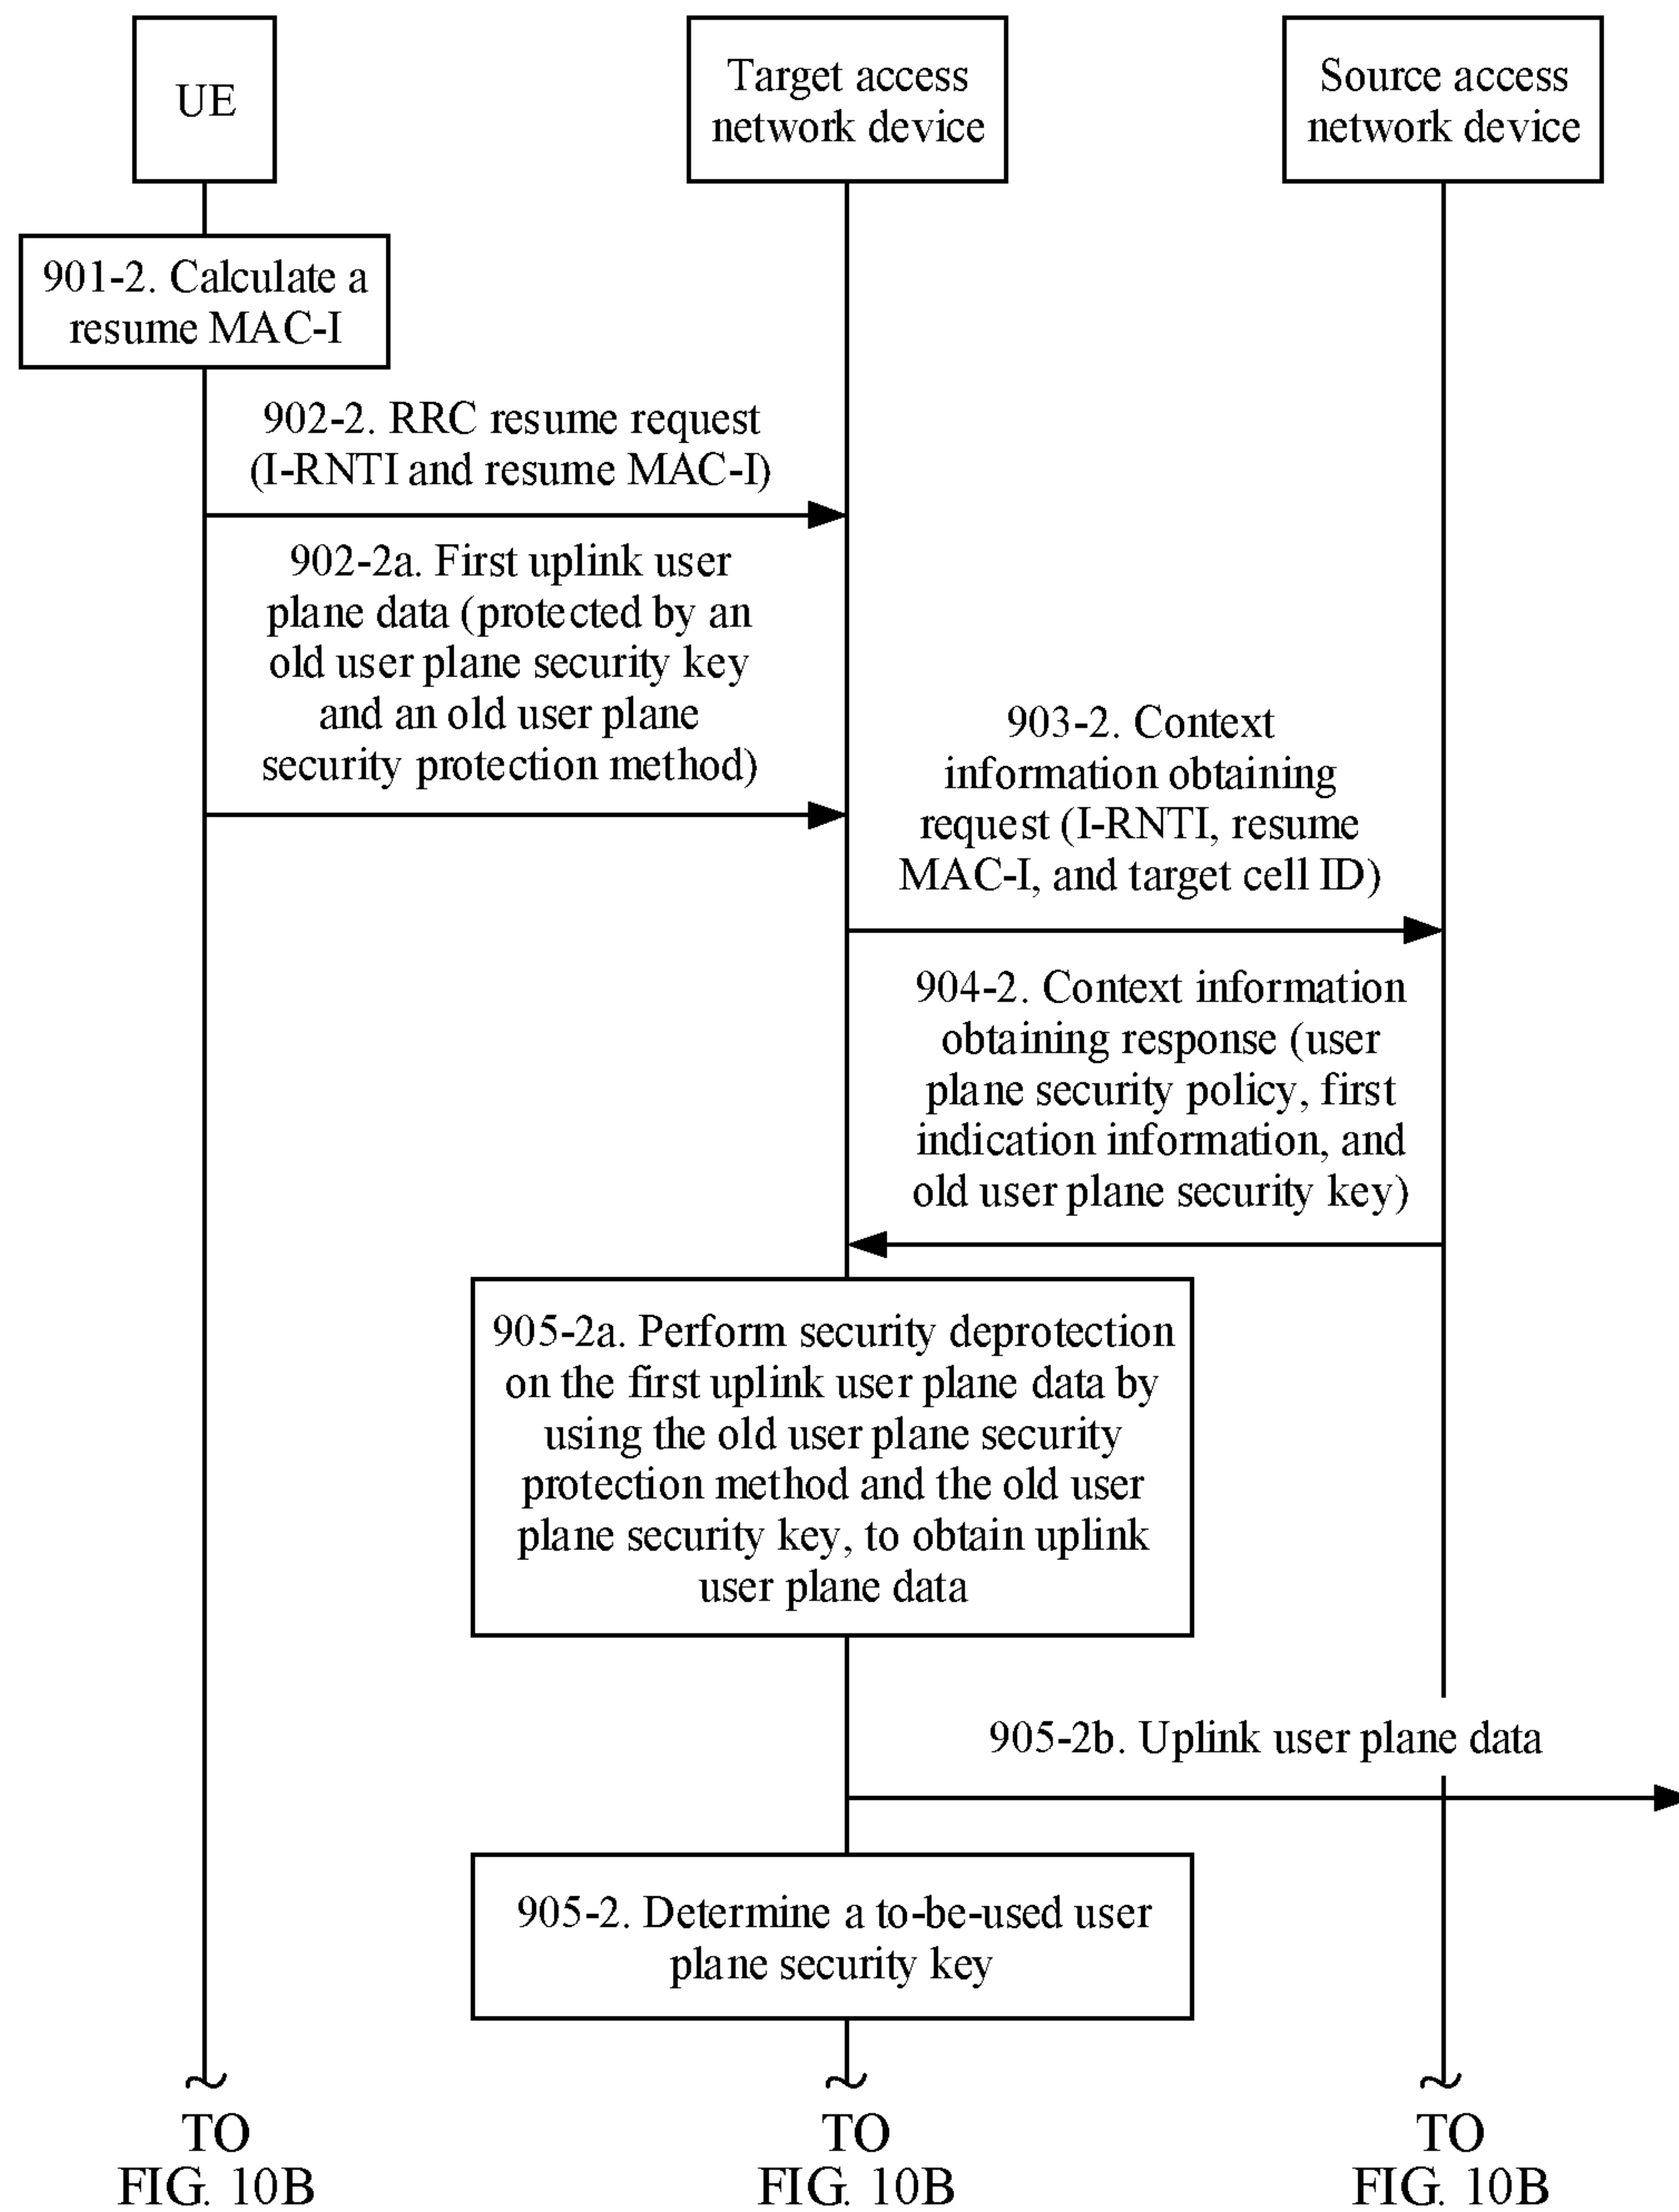 UE
Target access
network device
Source access
network device
901-2. Calculate a
resume MAC-I
902-2. RRC resume request
(I-RNTI and resume MAC-I)
902-2a. First uplink user
plane data (protected by an
old user plane security key
and an old user plane
security protection method)
903-2. Context
information obtaining
request (I-RNTI, resume
MAC-I, and target cell ID)
904-2. Context information
obtaining response (user
plane security policy, first
indication information, and
old user plane security key)
905-2a. Perform security deprotection
on the first uplink user plane data by
using the old user plane security
protection method and the old user
plane security key, to obtain uplink
user plane data
905-2b. Uplink user plane data
905-2. Determine a to-be-used user
plane security key
TO
FIG. 10B
TO
FIG. 10B
TO
FIG. 10B